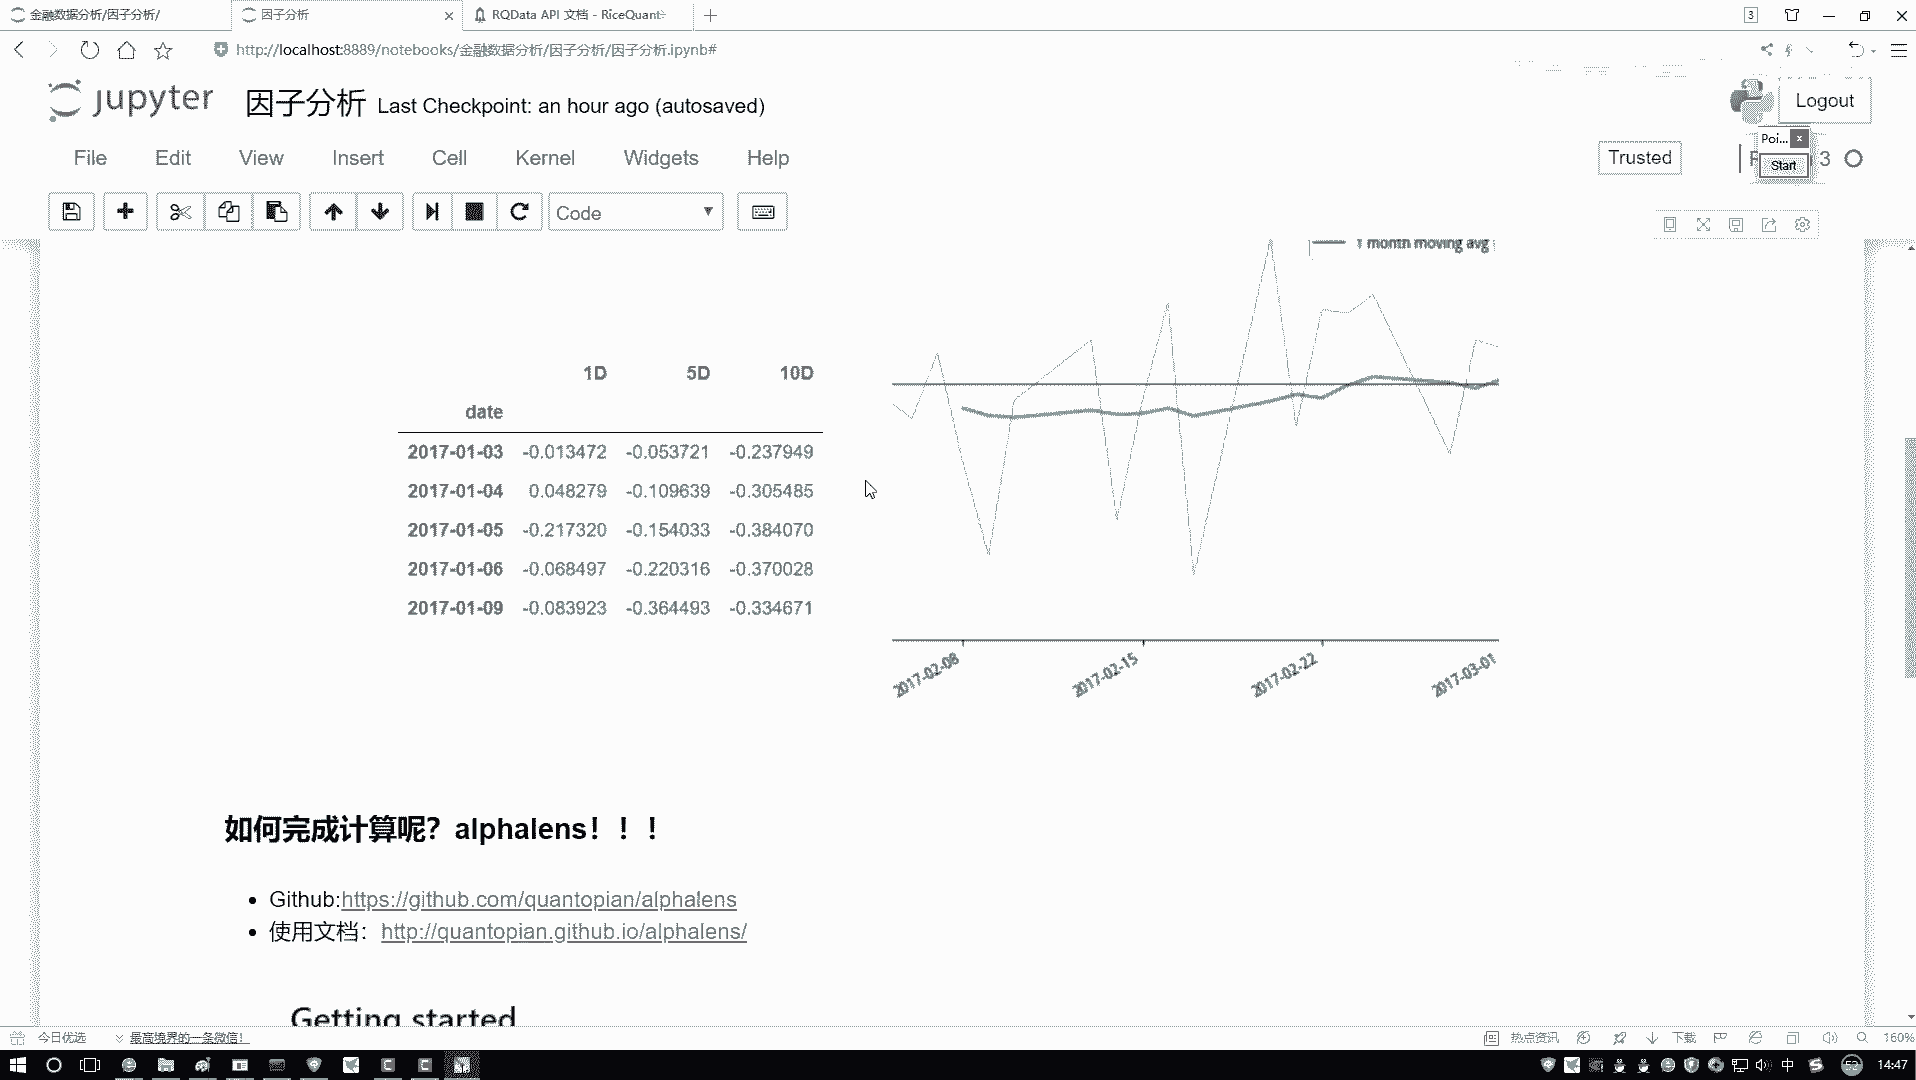 金融数据分析/因子分析/
因子分析
RQData API 文档 - RiceQuant
3
http://localhost:8889/notebooks/金融数据分析/因子分析/因子分析.ipynb#
jupyter 因子分析 Last Checkpoint: an hour ago (autosaved)
Logout
File Edit View Insert Cell Kernel Widgets Help
Trusted
3
Poi...
Start
Code
1 month moving avg
1D 5D 10D
date
2017-01-03 -0.013472 -0.053721 -0.237949
2017-01-04 0.048279 -0.109639 -0.305485
2017-01-05 -0.217320 -0.154033 -0.384070
2017-01-06 -0.068497 -0.220316 -0.370028
2017-01-09 -0.083923 -0.364493 -0.334671
2017-02-08 2017-02-15 2017-02-22 2017-03-01
如何完成计算呢？alphalens！！！
Github:https://github.com/quantopian/alphalens
使用文档：http://quantopian.github.io/alphalens/
Getting started
今日优选 最高境界的一条微信！
热点资讯 下载 160%
中 52 14:47